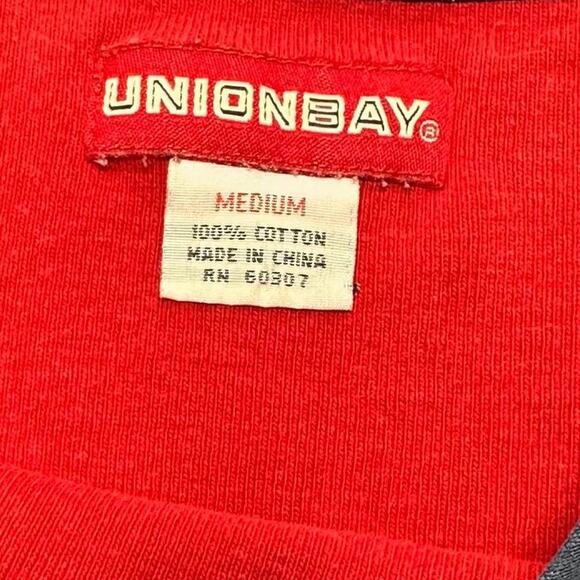 UNIONBAY®
MEDIUM
100% COTTON
MADE IN CHINA
RN 60307